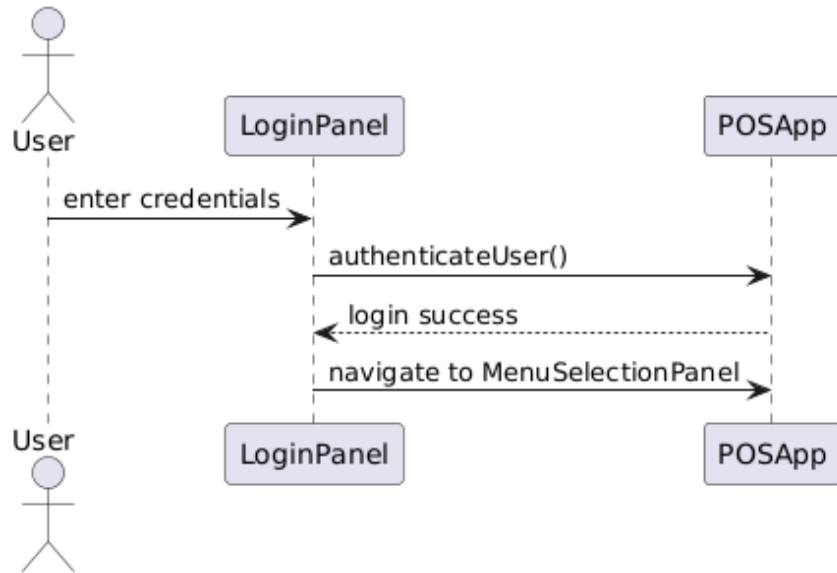 User
LoginPanel
POSApp
enter credentials
authenticateUser()
login success
navigate to MenuSelectionPanel
User
LoginPanel
POSApp